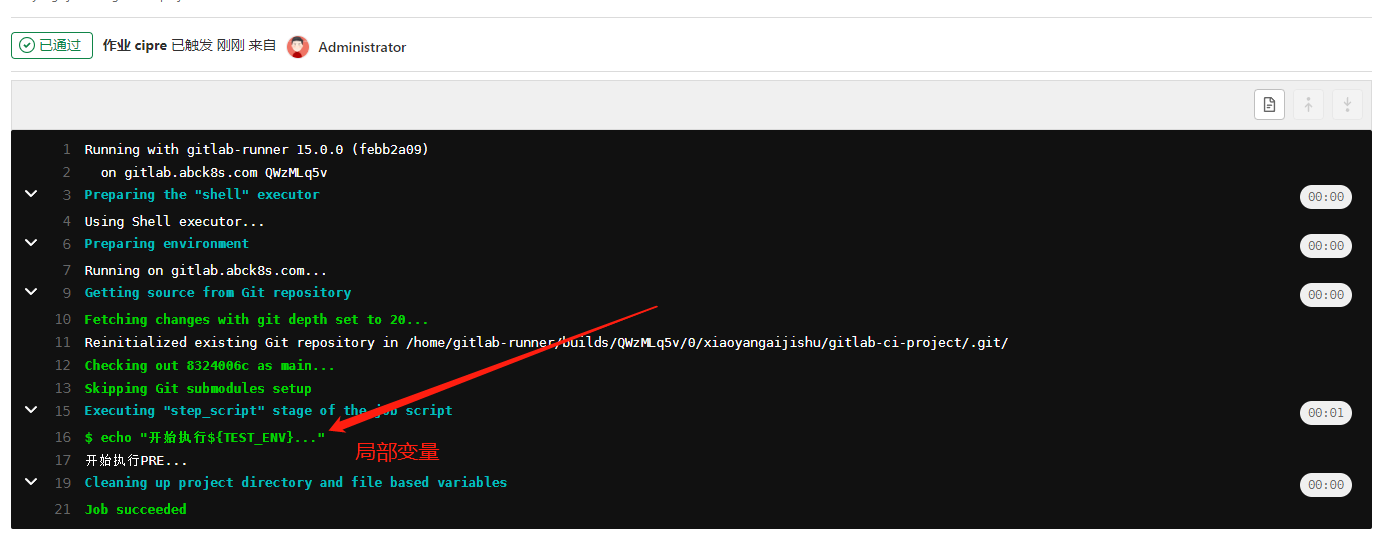 已通过 作业 cipre 已触发 刚刚 来自 Administrator
1 Running with gitlab-runner 15.0.0 (febb2a09)
2 on gitlab.abck8s.com QWzMLq5v
3 Preparing the "shell" executor 00:00
4 Using Shell executor...
6 Preparing environment 00:00
7 Running on gitlab.abck8s.com...
9 Getting source from Git repository 00:00
10 Fetching changes with git depth set to 20...
11 Reinitialized existing Git repository in /home/gitlab-runner/builds/QWzMLq5v/0/xiaoyangaijishu/gitlab-ci-project/.git/
12 Checking out 8324006c as main...
13 Skipping Git submodules setup
15 Executing "step_script" stage of the job script 00:01
16 $ echo "开始执行${TEST_ENV}..."
局部变量
17 开始执行PRE...
19 Cleaning up project directory and file based variables 00:00
21 Job succeeded